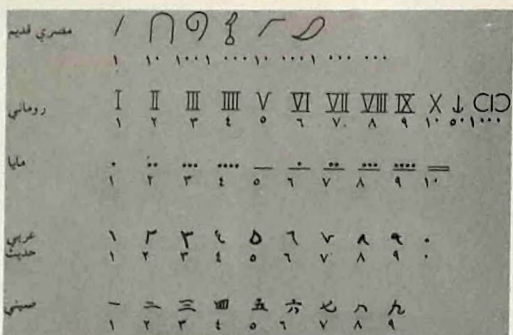 مصري قديم
١ ١٠ ١٠٠ ١٠٠٠ ١٠٠٠٠
روماني I II III IIII V VI VII VIII IX X ↓ CIƆ
١ ٢ ٣ ٤ ٥ ٦ ٧ ٨ ٩ ١٠ ٥٠ ١٠٠٠
مايا
١ ٢ ٣ ٤ ٥ ٦ ٧ ٨ ٩ ١٠
عربي ١ ٢ ٣ ٤ ٥ ٦ ٧ ٨ ٩ ٠
حديث ١ ٢ ٣ ٤ ٥ ٦ ٧ ٨ ٩ ٠
صيني 一 二 三 四 五 六 七 八 九
١ ٢ ٣ ٤ ٥ ٦ ٧ ٨ ٩